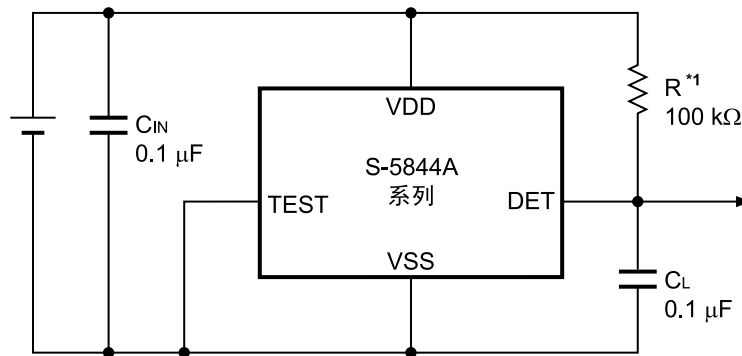 CIN
0.1 μF
VDD
S-5844A
系列
TEST
DET
VSS
R*1
100 kΩ
CL
0.1 μF